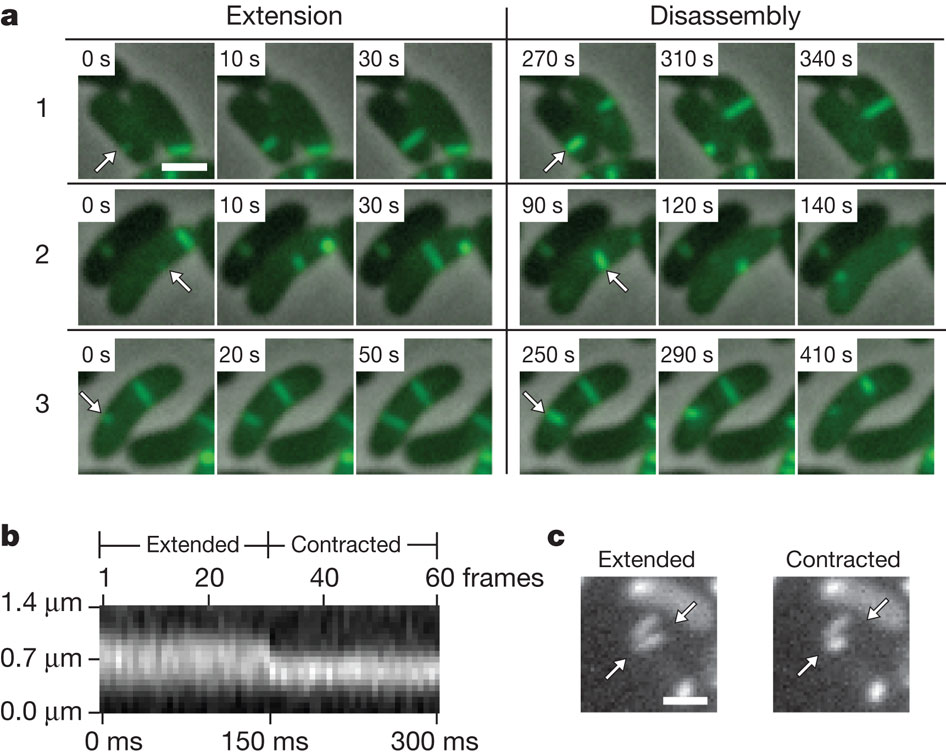 a
Extension Disassembly
1
0 s 10 s 30 s 270 s 310 s 340 s
2
0 s 10 s 30 s 90 s 120 s 140 s
3
0 s 20 s 50 s 250 s 290 s 410 s
b
Extended Contracted
1 20 40 60 frames
1.4 μm
0.7 μm
0.0 μm
0 ms 150 ms 300 ms
c
Extended Contracted